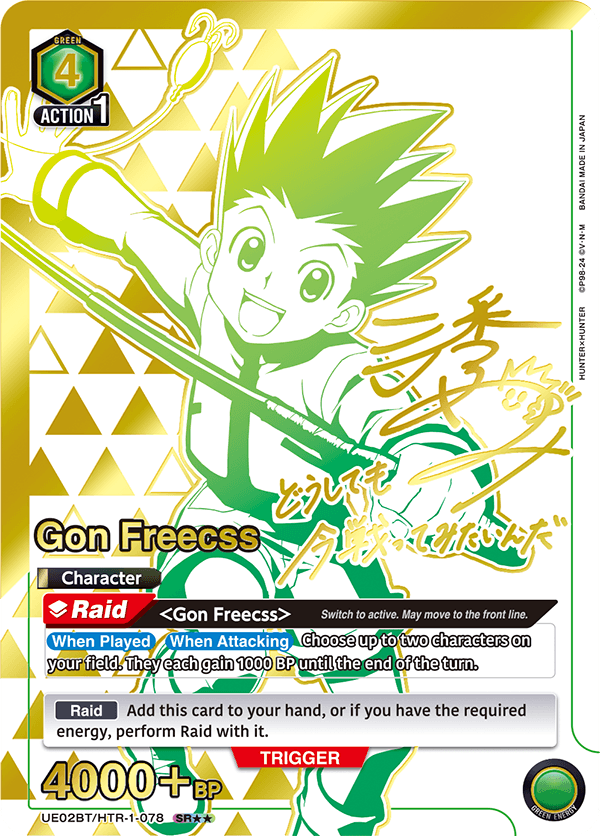 GREEN
4
ACTION 1
BANDAI MADE IN JAPAN
©P98-24 ©V·N·M
HUNTER×HUNTER
どうしても
今戦ってみたいんだ
Gon Freecss
Character
Raid <Gon Freecss> Switch to active. May move to the front line.
When Played When Attacking Choose up to two characters on
your field. They each gain 1000 BP until the end of the turn.
Raid Add this card to your hand, or if you have the required
energy, perform Raid with it.
TRIGGER
4000+ BP
UE02BT/HTR-1-078 SR★★
GREEN ENERGY